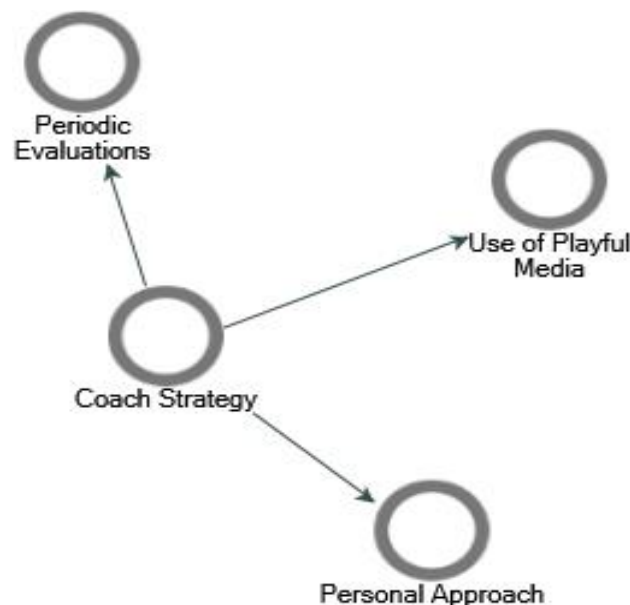 Periodic
Evaluations
Use of Playful
Media
Coach Strategy
Personal Approach